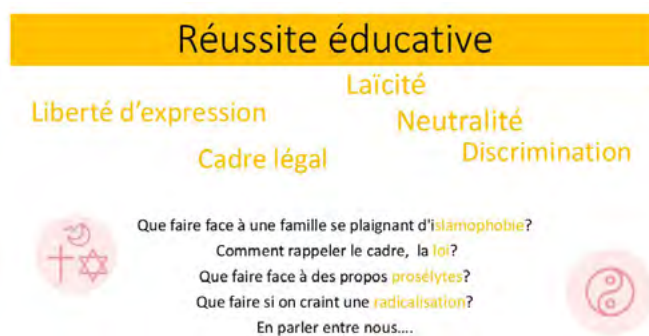 Réussite éducative
Laïcité
Liberté d'expression
Neutralité
Cadre légal
Discrimination
Que faire face à une famille se plaignant d'islamophobie?
Comment rappeler le cadre, la loi?
Que faire face à des propos prosélytes?
Que faire si on craint une radicalisation?
En parler entre nous....